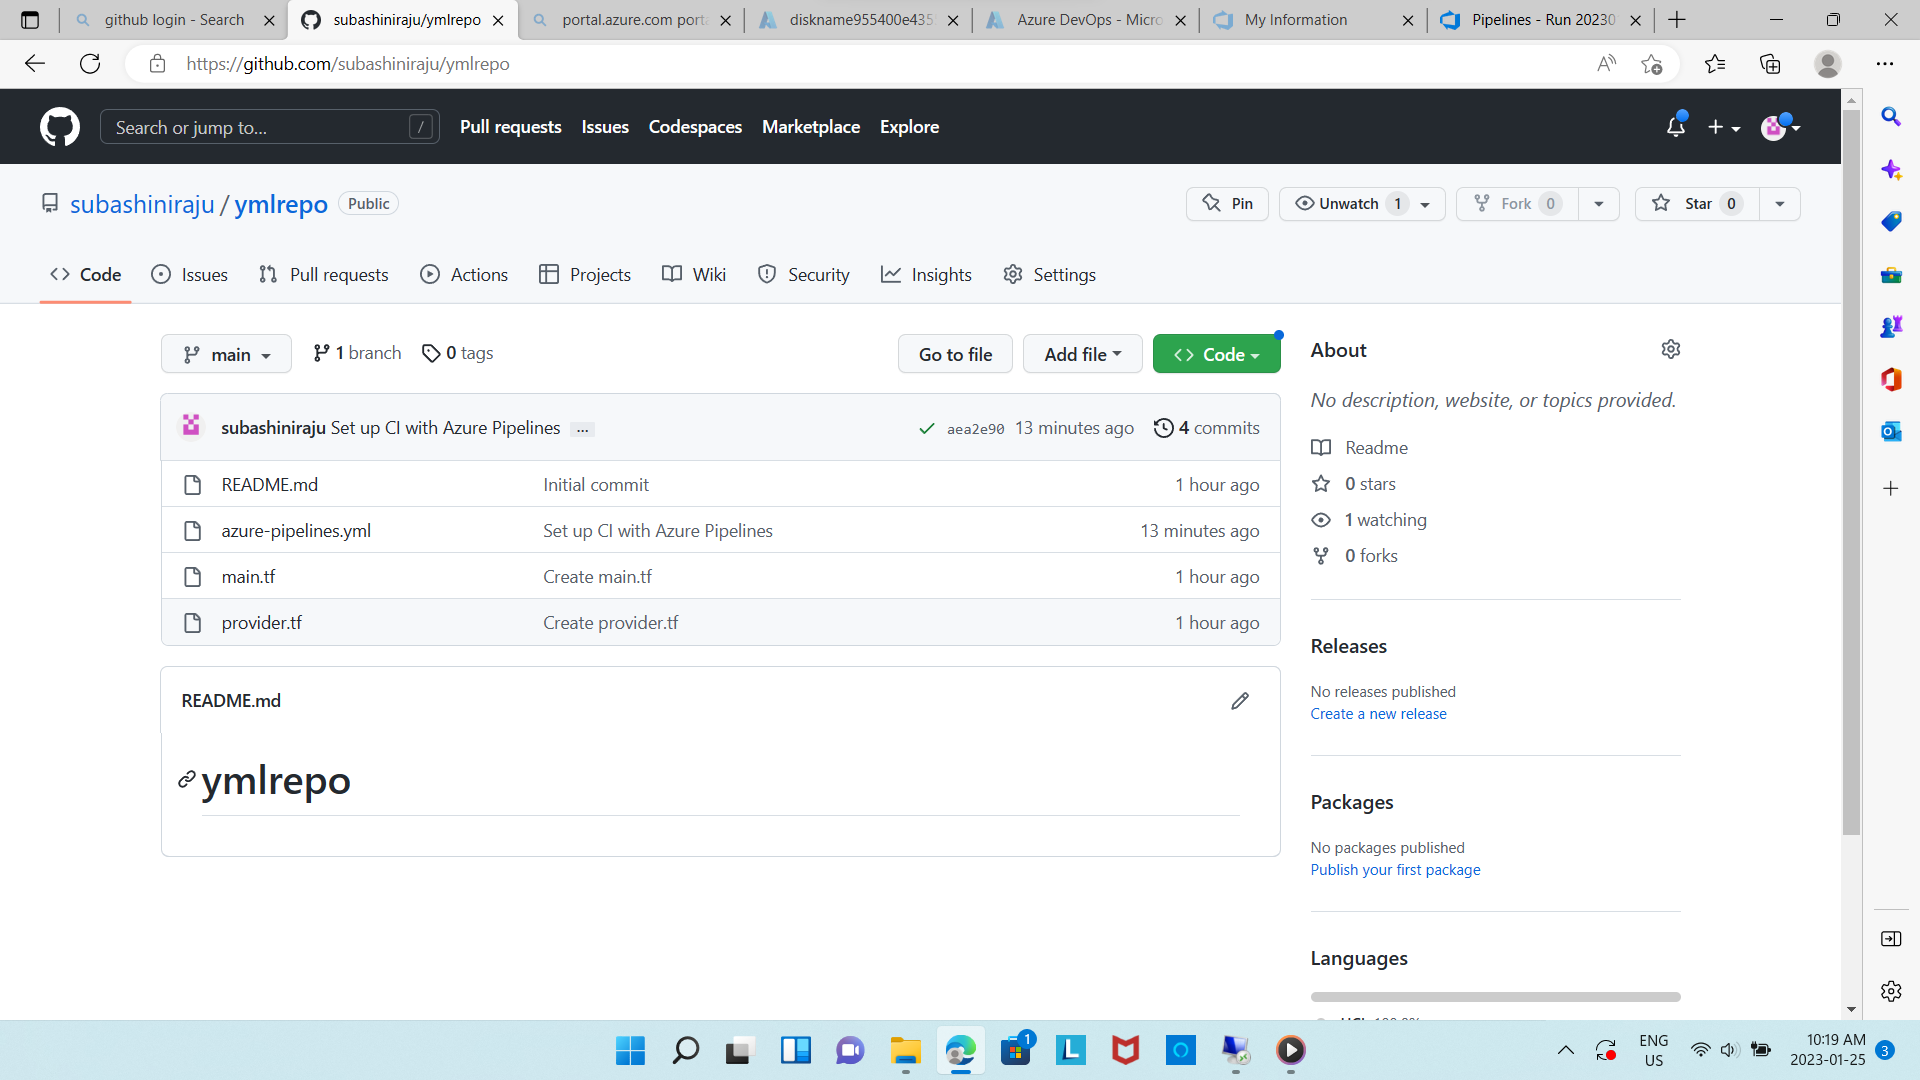 github login - Search
subashiniraju/ymlrepo
portal.azure.com porta
diskname955400e435
Azure DevOps - Micro
My Information
Pipelines - Run 20230
https://github.com/subashiniraju/ymlrepo
Search or jump to...
/
Pull requests
Issues
Codespaces
Marketplace
Explore
subashiniraju / ymlrepo
Public
Pin
Unwatch 1
Fork 0
Star 0
Code
Issues
Pull requests
Actions
Projects
Wiki
Security
Insights
Settings
main
1 branch
0 tags
Go to file
Add file
Code
About
No description, website, or topics provided.
Readme
0 stars
1 watching
0 forks
subashiniraju Set up CI with Azure Pipelines ...
aea2e90 13 minutes ago
4 commits
README.md
Initial commit
1 hour ago
azure-pipelines.yml
Set up CI with Azure Pipelines
13 minutes ago
main.tf
Create main.tf
1 hour ago
provider.tf
Create provider.tf
1 hour ago
README.md
ymlrepo
Releases
No releases published
Create a new release
Packages
No packages published
Publish your first package
Languages
HCL 100.0%
1
ENG
US
10:19 AM
2023-01-25
3